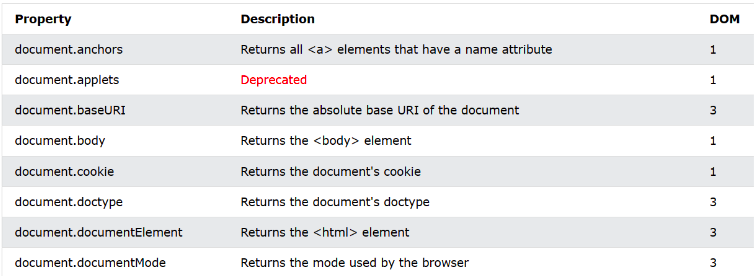 Property Description DOM
document.anchors Returns all <a> elements that have a name attribute 1
document.applets Deprecated 1
document.baseURI Returns the absolute base URI of the document 3
document.body Returns the <body> element 1
document.cookie Returns the document's cookie 1
document.doctype Returns the document's doctype 3
document.documentElement Returns the <html> element 3
document.documentMode Returns the mode used by the browser 3